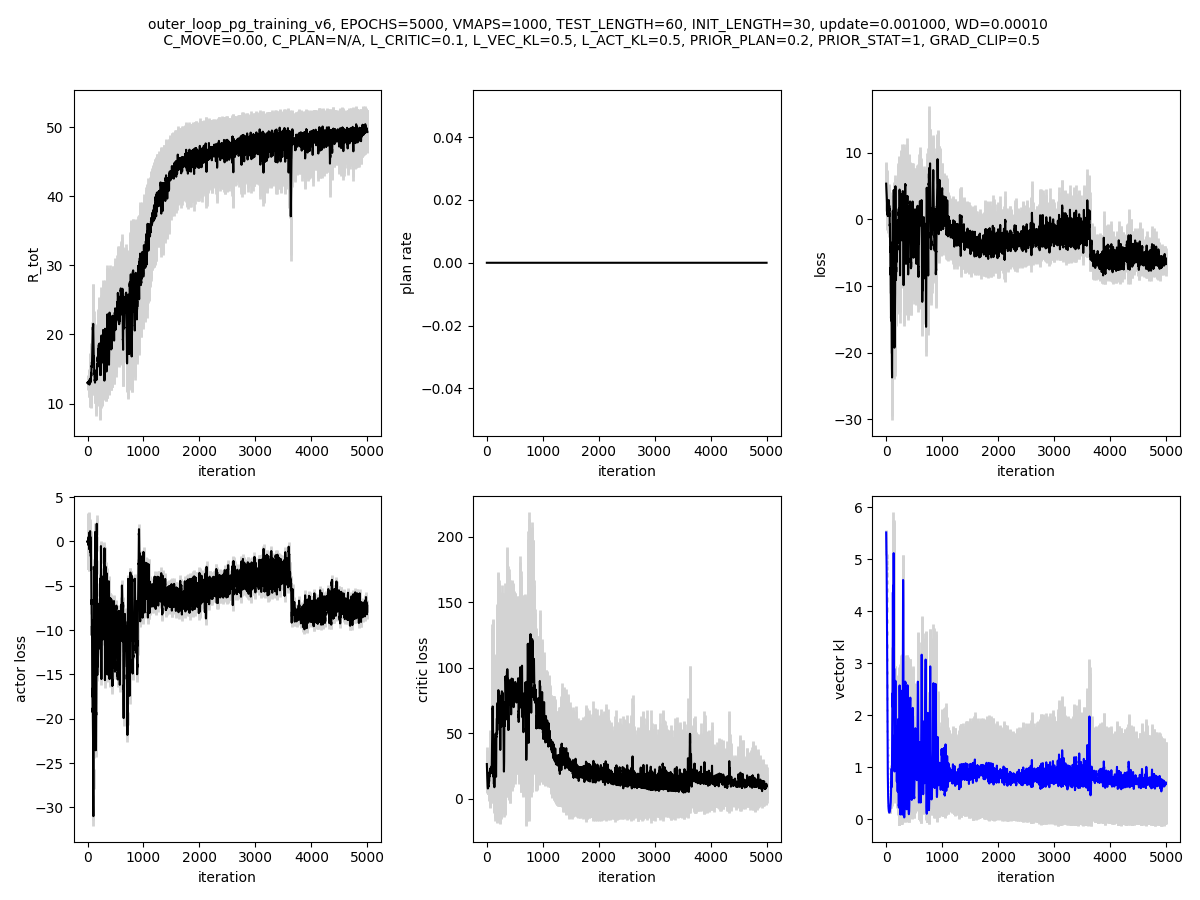 outer_loop_pg_training_v6, EPOCHS=5000, VMAPS=1000, TEST_LENGTH=60, INIT_LENGTH=30, update=0.001000, WD=0.00010
C_MOVE=0.00, C_PLAN=N/A, L_CRITIC=0.1, L_VEC_KL=0.5, L_ACT_KL=0.5, PRIOR_PLAN=0.2, PRIOR_STAT=1, GRAD_CLIP=0.5
R_tot
50
40
30
20
10
0 1000 2000 3000 4000 5000
iteration
plan rate
0.04
0.02
0.00
−0.02
−0.04
0 1000 2000 3000 4000 5000
iteration
loss
10
0
−10
−20
−30
0 1000 2000 3000 4000 5000
iteration
actor loss
5
0
−5
−10
−15
−20
−25
−30
0 1000 2000 3000 4000 5000
iteration
critic loss
200
150
100
50
0
0 1000 2000 3000 4000 5000
iteration
vector kl
6
5
4
3
2
1
0
0 1000 2000 3000 4000 5000
iteration